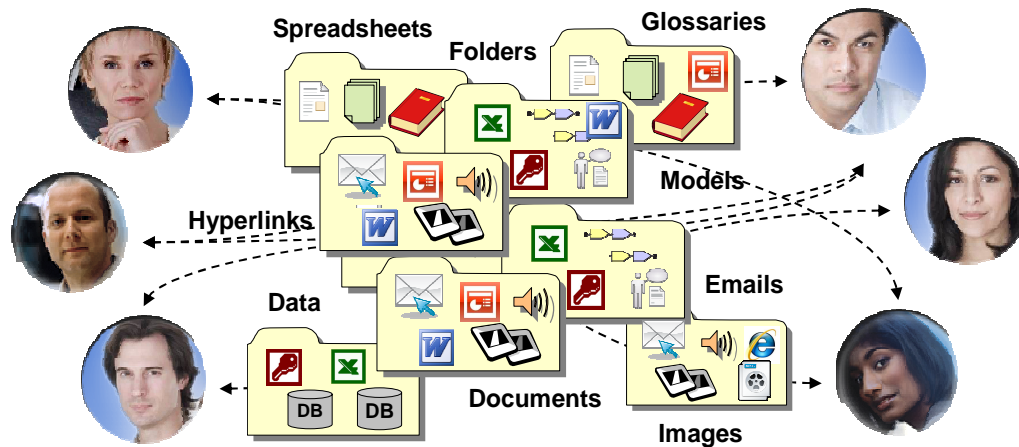 Glossaries
Spreadsheets
Folders
W
Models
Hyperlinks
W
Data
Emails
W
DB
DB
Documents
Images